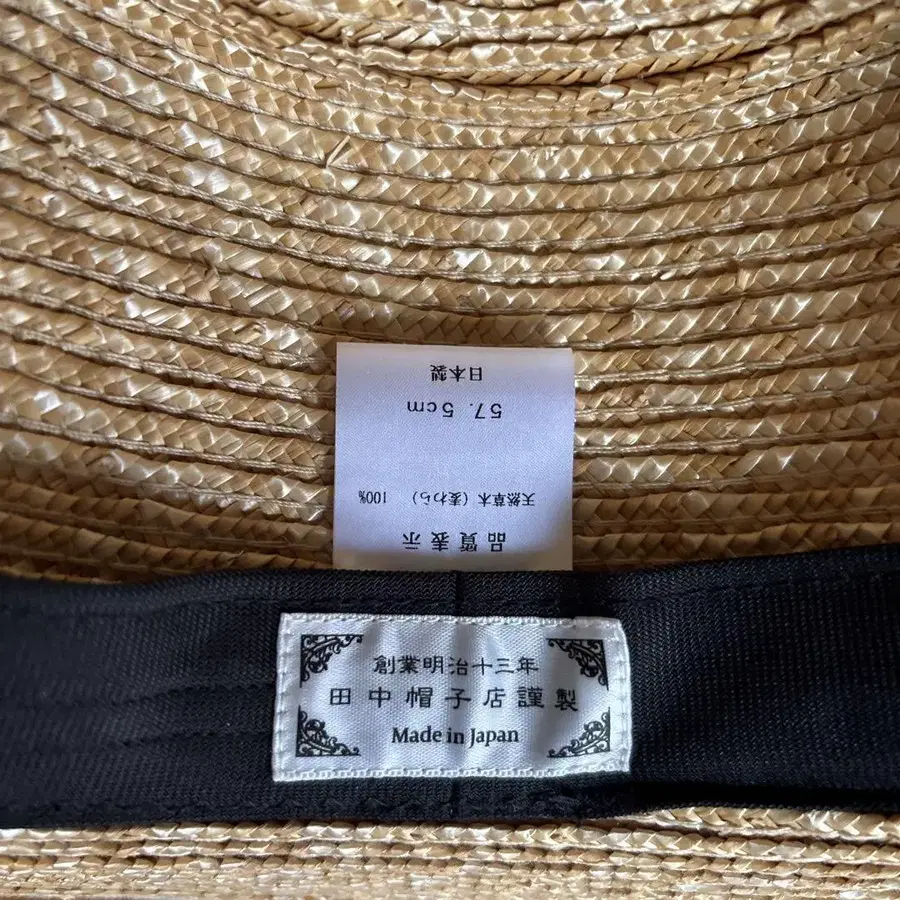 品質表示
天然草木(麦わら) 100%
57.5cm
日本製
創業明治十三年
田中帽子店謹製
Made in Japan